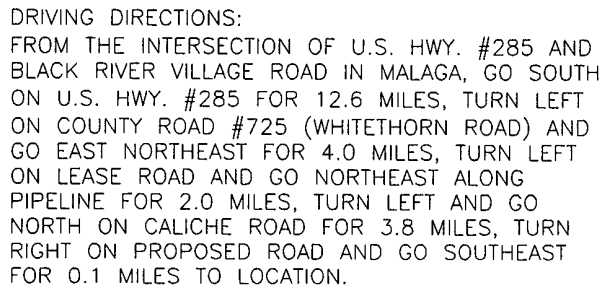 DRIVING DIRECTIONS:
FROM THE INTERSECTION OF U.S. HWY. #285 AND
BLACK RIVER VILLAGE ROAD IN MALAGA, GO SOUTH
ON U.S. HWY. #285 FOR 12.6 MILES, TURN LEFT
ON COUNTY ROAD #725 (WHITETHORN ROAD) AND
GO EAST NORTHEAST FOR 4.0 MILES, TURN LEFT
ON LEASE ROAD AND GO NORTHEAST ALONG
PIPELINE FOR 2.0 MILES, TURN LEFT AND GO
NORTH ON CALICHE ROAD FOR 3.8 MILES, TURN
RIGHT ON PROPOSED ROAD AND GO SOUTHEAST
FOR 0.1 MILES TO LOCATION.